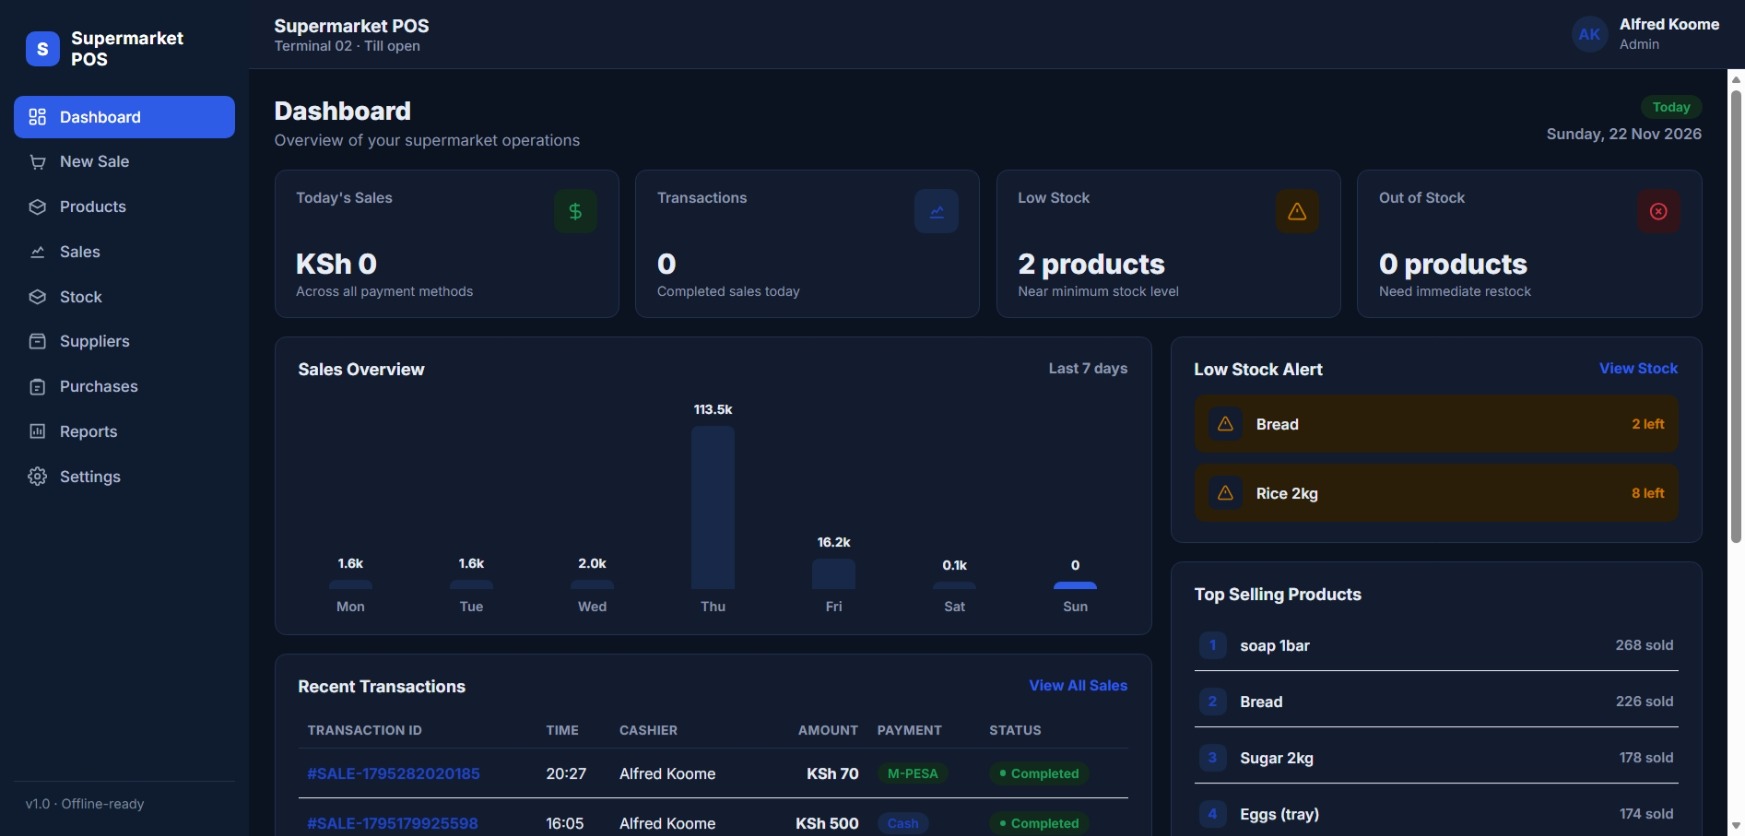 S
Supermarket
POS
Dashboard
New Sale
Products
Sales
Stock
Suppliers
Purchases
Reports
Settings
v1.0 · Offline-ready
Supermarket POS
Terminal 02 · Till open
AK
Alfred Koome
Admin
Dashboard
Overview of your supermarket operations
Today
Sunday, 22 Nov 2026
Today's Sales
KSh 0
Across all payment methods
Transactions
0
Completed sales today
Low Stock
2 products
Near minimum stock level
Out of Stock
0 products
Need immediate restock
Sales Overview
Last 7 days
1.6k 1.6k 2.0k 113.5k 16.2k 0.1k 0
Mon Tue Wed Thu Fri Sat Sun
Low Stock Alert
View Stock
Bread 2 left
Rice 2kg 8 left
Recent Transactions
View All Sales
TRANSACTION ID TIME CASHIER AMOUNT PAYMENT STATUS
#SALE-1795282020185 20:27 Alfred Koome KSh 70 M-PESA Completed
#SALE-1795179925598 16:05 Alfred Koome KSh 500 Cash Completed
Top Selling Products
1 soap 1bar 268 sold
2 Bread 226 sold
3 Sugar 2kg 178 sold
4 Eggs (tray) 174 sold